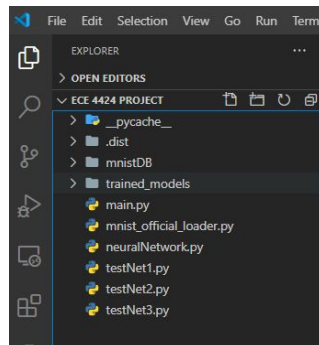 File Edit Selection View Go Run Term
EXPLORER ...
OPEN EDITORS
ECE 4424 PROJECT
__pycache__
.dist
mnistDB
trained_models
main.py
mnist_official_loader.py
neuralNetwork.py
testNet1.py
testNet2.py
testNet3.py